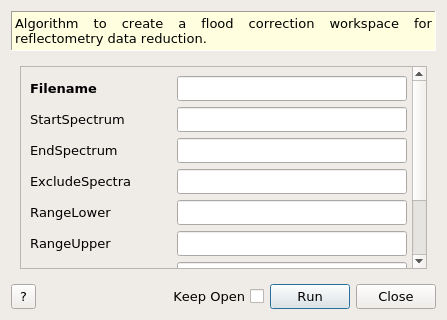 Algorithm to create a flood correction workspace for
reflectometry data reduction.
Filename
StartSpectrum
EndSpectrum
ExcludeSpectra
RangeLower
RangeUpper
? Keep Open Run Close